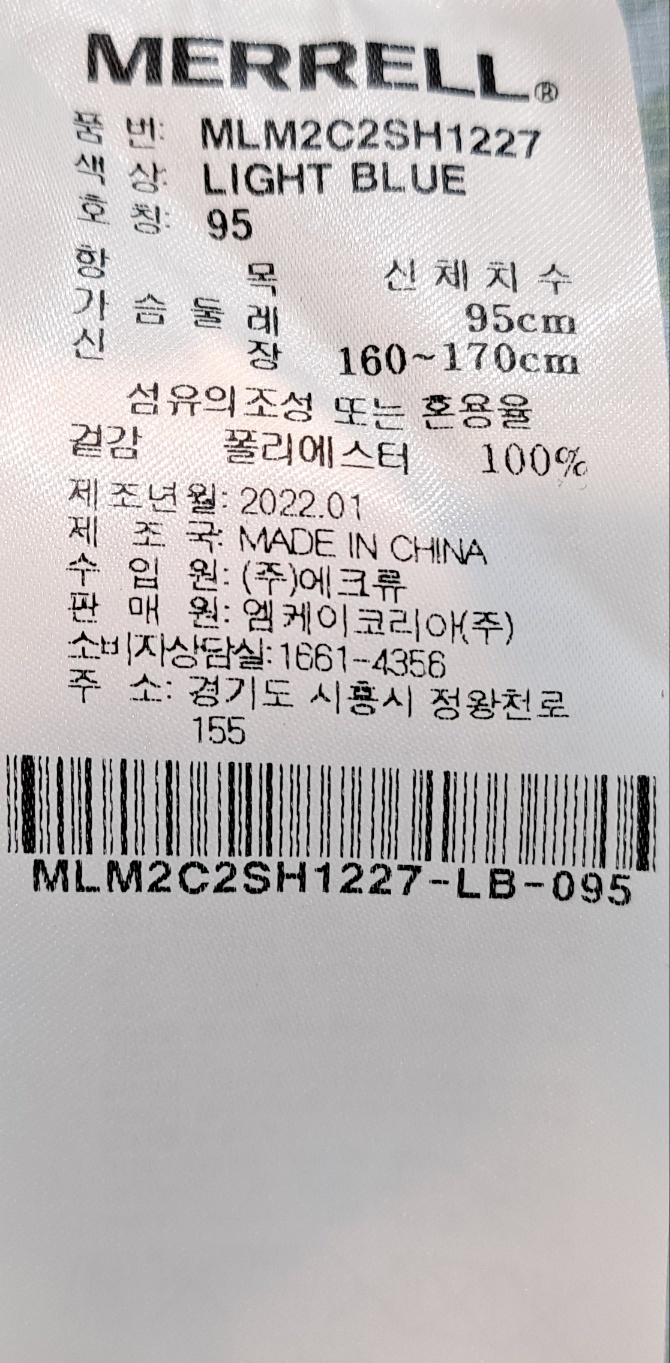 MERRELL®
품 번: MLM2C2SH1227
색 상: LIGHT BLUE
호 칭: 95
항 목 신 체 치 수
가 슴 둘 레 95cm
신 장 160~170cm
섬유의조성 또는 혼용율
겉감 폴리에스터 100%
제조년월: 2022.01
제 조 국: MADE IN CHINA
수 입 원: (주)에크류
판 매 원: 엠케이코리아(주)
소비자상담실:1661-4356
주 소: 경기도 시흥시 정왕천로
155
MLM2C2SH1227-LB-095